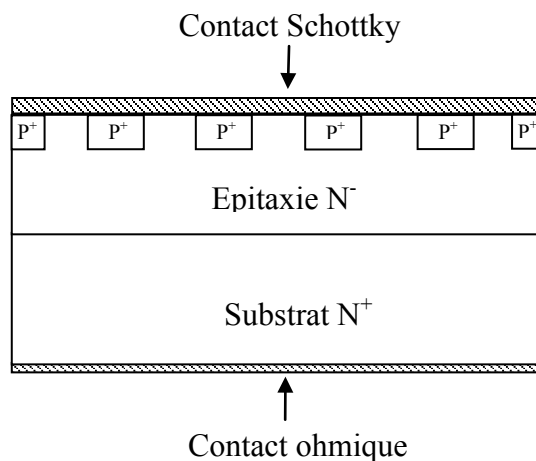 Contact Schottky
P⁺ P⁺ P⁺ P⁺ P⁺ P⁺
Epitaxie N⁻
Substrat N⁺
Contact ohmique